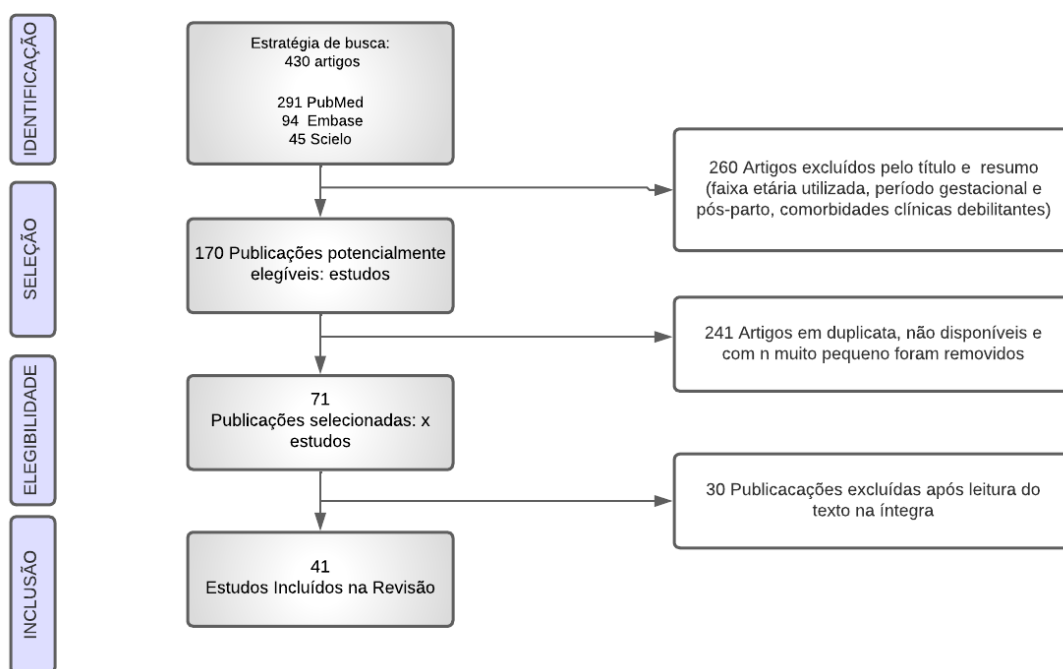 IDENTIFICAÇÃO
Estratégia de busca:
430 artigos
291 PubMed
94 Embase
45 Scielo
260 Artigos excluídos pelo título e resumo
(faixa etária utilizada, período gestacional e
pós-parto, comorbidades clínicas debilitantes)
SELEÇÃO
170 Publicações potencialmente
elegíveis: estudos
241 Artigos em duplicata, não disponíveis e
com n muito pequeno foram removidos
ELEGIBILIDADE
71
Publicações selecionadas: x
estudos
30 Publicacações excluídas após leitura do
texto na íntegra
INCLUSÃO
41
Estudos Incluídos na Revisão